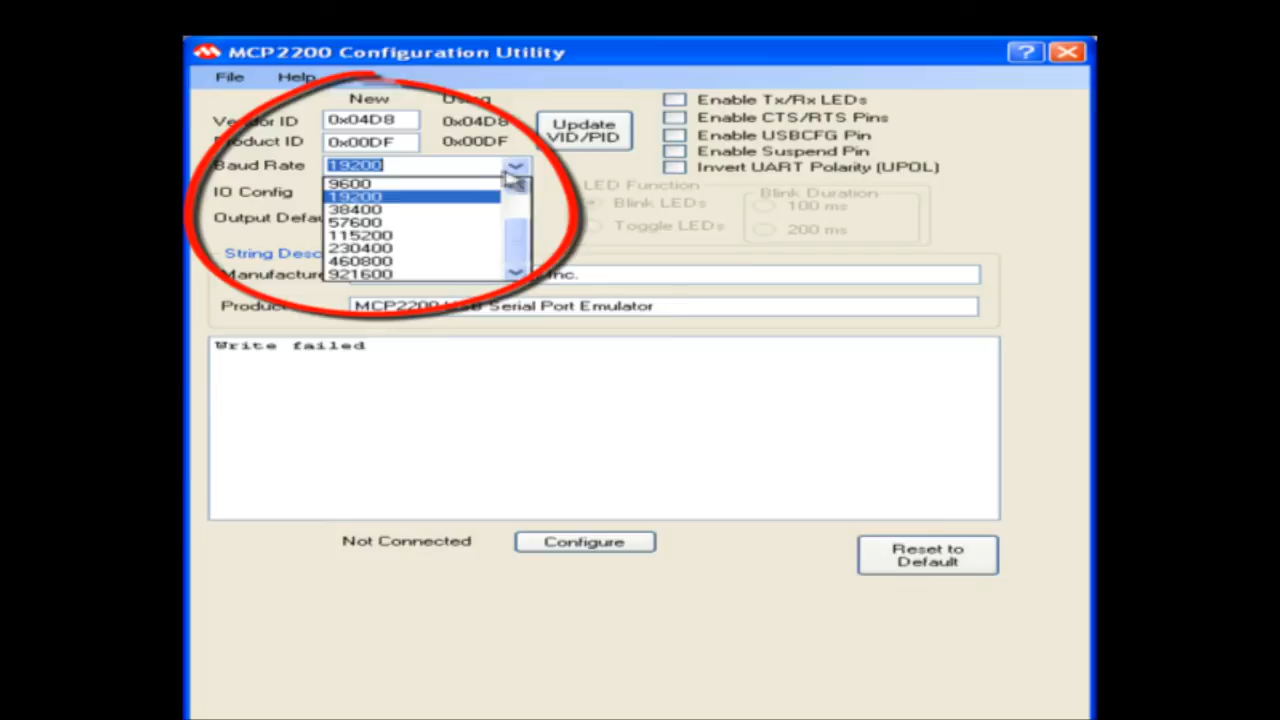 MCP2200 Configuration Utility
File Help
New Using
Vendor ID 0x04D8 0x04D8
Product ID 0x00DF 0x00DF
Update VID/PID
Baud Rate 19200
9600
19200
38400
57600
115200
230400
460800
921600
IO Config
Output Defau
Enable Tx/Rx LEDs
Enable CTS/RTS Pins
Enable USBCFG Pin
Enable Suspend Pin
Invert UART Polarity (UPOL)
LED Function
Blink LEDs
Toggle LEDs
Blink Duration
100 ms
200 ms
String Desc
Manufacture Inc.
Produc MCP2200 USB Serial Port Emulator
Write failed
Not Connected
Configure
Reset to
Default